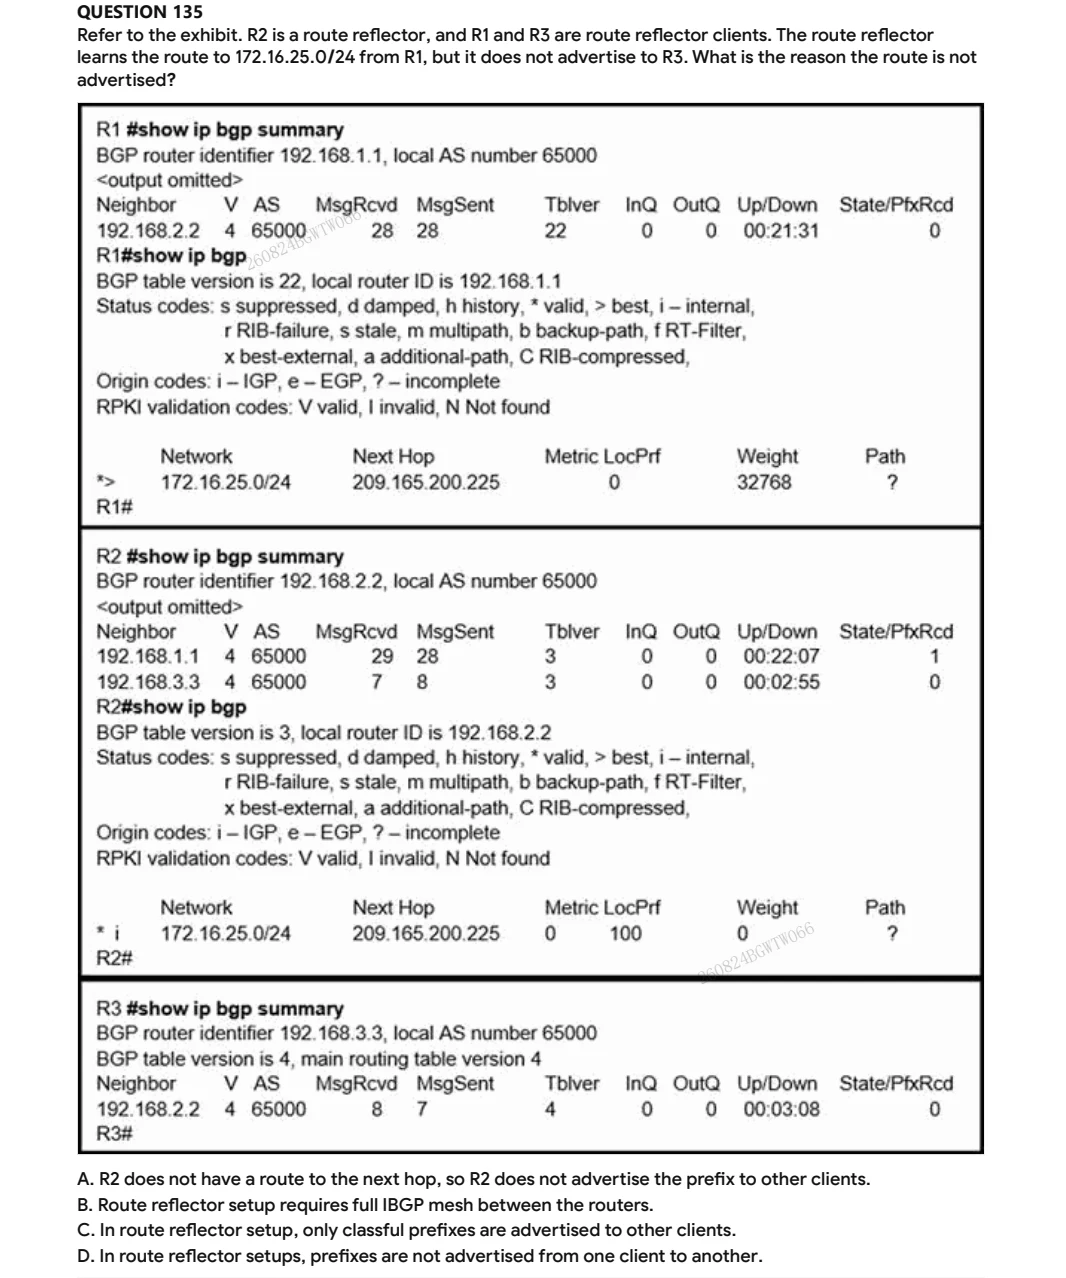 QUESTION 135
Refer to the exhibit. R2 is a route reflector, and R1 and R3 are route reflector clients. The route reflector
learns the route to 172.16.25.0/24 from R1, but it does not advertise to R3. What is the reason the route is not
advertised?
R1 #show ip bgp summary
BGP router identifier 192.168.1.1, local AS number 65000
<output omitted>
Neighbor V AS MsgRcvd MsgSent Tblver InQ OutQ Up/Down State/PfxRcd
192.168.2.2 4 65000 28 28 22 0 0 00:21:31 0
R1#show ip bgp
260824BGWTW066
BGP table version is 22, local router ID is 192.168.1.1
Status codes: s suppressed, d damped, h history, * valid, > best, i – internal,
r RIB-failure, s stale, m multipath, b backup-path, f RT-Filter,
x best-external, a additional-path, C RIB-compressed,
Origin codes: i – IGP, e – EGP, ? – incomplete
RPKI validation codes: V valid, I invalid, N Not found
Network Next Hop Metric LocPrf Weight Path
*> 172.16.25.0/24 209.165.200.225 0 32768 ?
R1#
R2 #show ip bgp summary
BGP router identifier 192.168.2.2, local AS number 65000
<output omitted>
Neighbor V AS MsgRcvd MsgSent Tblver InQ OutQ Up/Down State/PfxRcd
192.168.1.1 4 65000 29 28 3 0 0 00:22:07 1
192.168.3.3 4 65000 7 8 3 0 0 00:02:55 0
R2#show ip bgp
BGP table version is 3, local router ID is 192.168.2.2
Status codes: s suppressed, d damped, h history, * valid, > best, i – internal,
r RIB-failure, s stale, m multipath, b backup-path, f RT-Filter,
x best-external, a additional-path, C RIB-compressed,
Origin codes: i – IGP, e – EGP, ? – incomplete
RPKI validation codes: V valid, I invalid, N Not found
Network Next Hop Metric LocPrf Weight Path
* i 172.16.25.0/24 209.165.200.225 0 100 0 ?
R2#
260824BGWTW066
R3 #show ip bgp summary
BGP router identifier 192.168.3.3, local AS number 65000
BGP table version is 4, main routing table version 4
Neighbor V AS MsgRcvd MsgSent Tblver InQ OutQ Up/Down State/PfxRcd
192.168.2.2 4 65000 8 7 4 0 0 00:03:08 0
R3#
A. R2 does not have a route to the next hop, so R2 does not advertise the prefix to other clients.
B. Route reflector setup requires full IBGP mesh between the routers.
C. In route reflector setup, only classful prefixes are advertised to other clients.
D. In route reflector setups, prefixes are not advertised from one client to another.